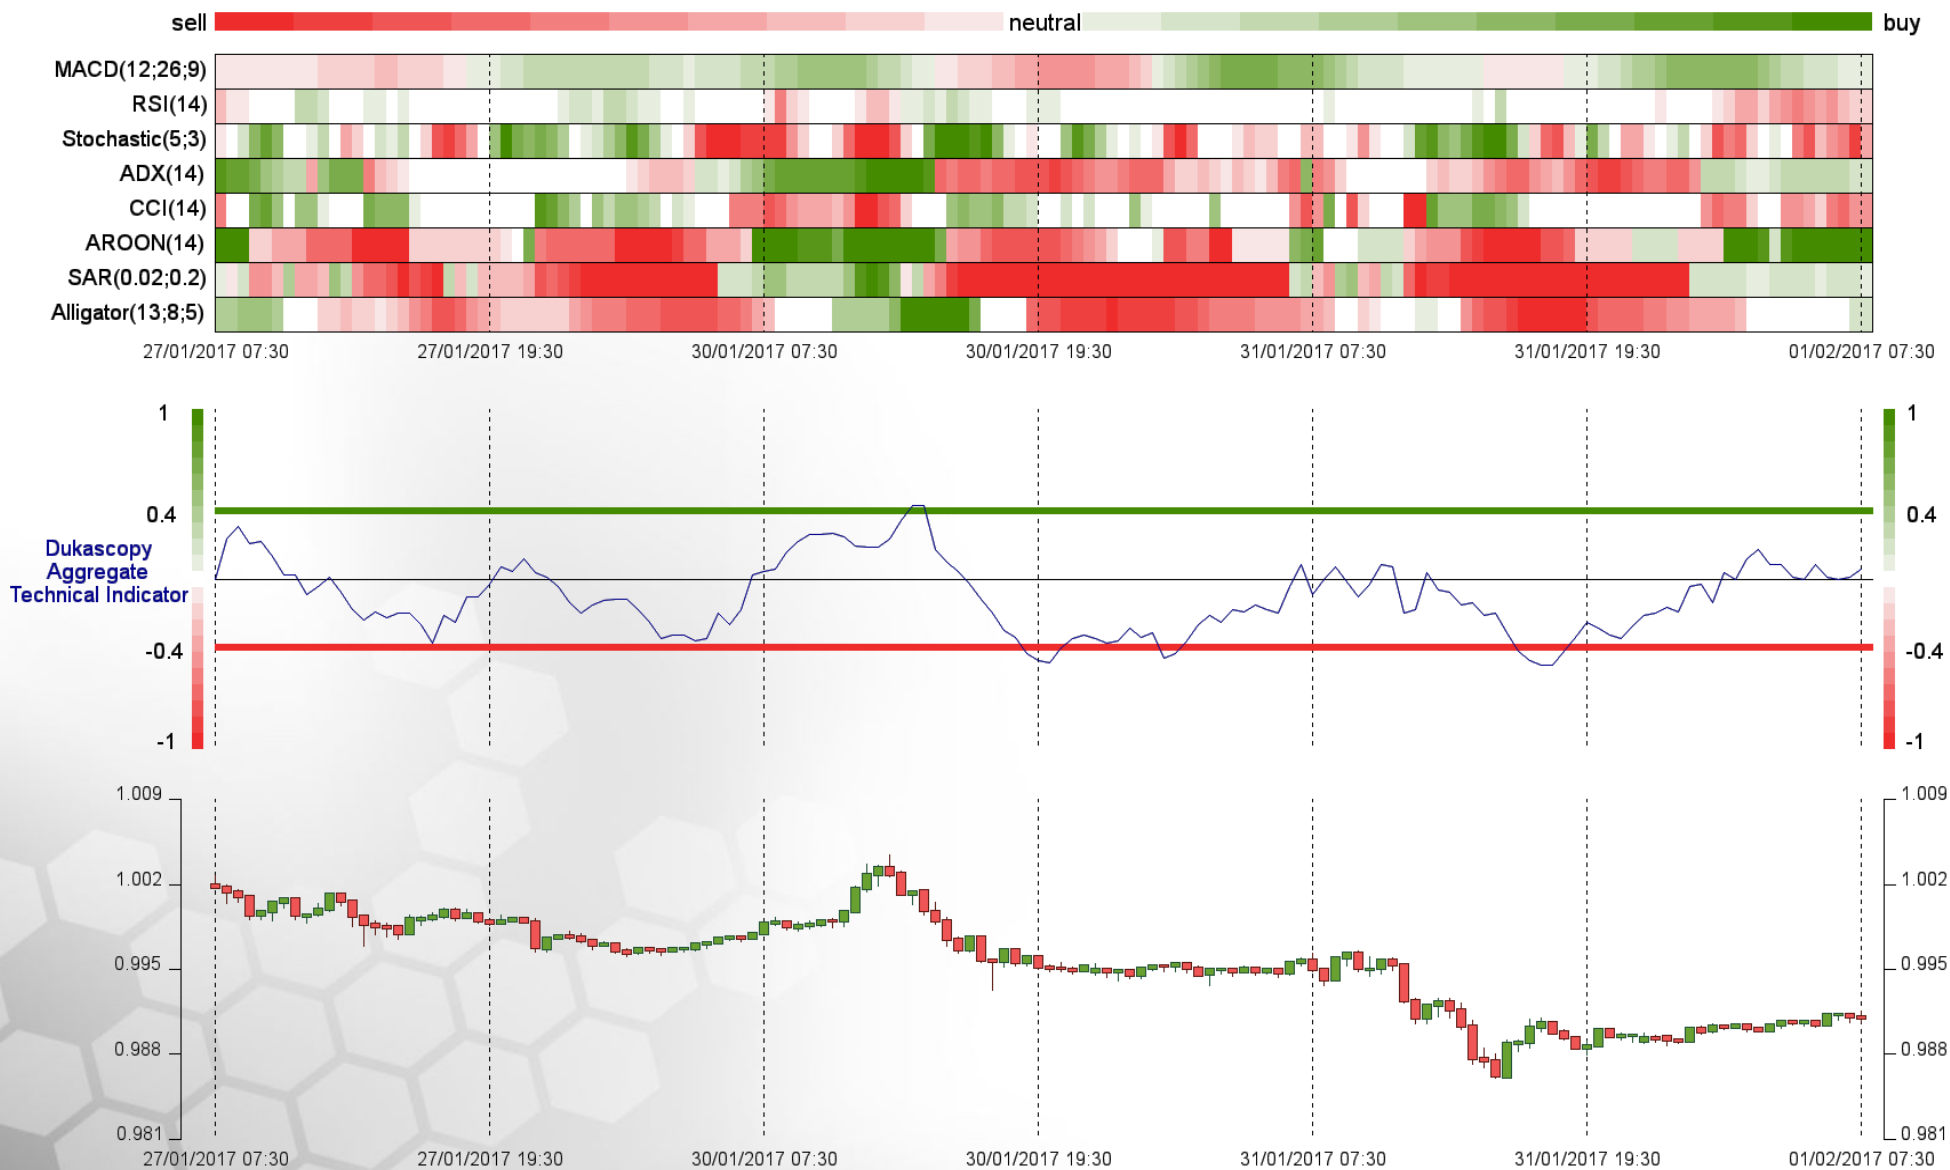 sell neutral buy
MACD(12;26;9)
RSI(14)
Stochastic(5;3)
ADX(14)
CCI(14)
AROON(14)
SAR(0.02;0.2)
Alligator(13;8;5)
27/01/2017 07:30 27/01/2017 19:30 30/01/2017 07:30 30/01/2017 19:30 31/01/2017 07:30 31/01/2017 19:30 01/02/2017 07:30
1 1
0.4 0.4
Dukascopy
Aggregate
Technical Indicator
-0.4 -0.4
-1 -1
1.009 1.009
1.002 1.002
0.995 0.995
0.988 0.988
0.981 0.981
27/01/2017 07:30 27/01/2017 19:30 30/01/2017 07:30 30/01/2017 19:30 31/01/2017 07:30 31/01/2017 19:30 01/02/2017 07:30